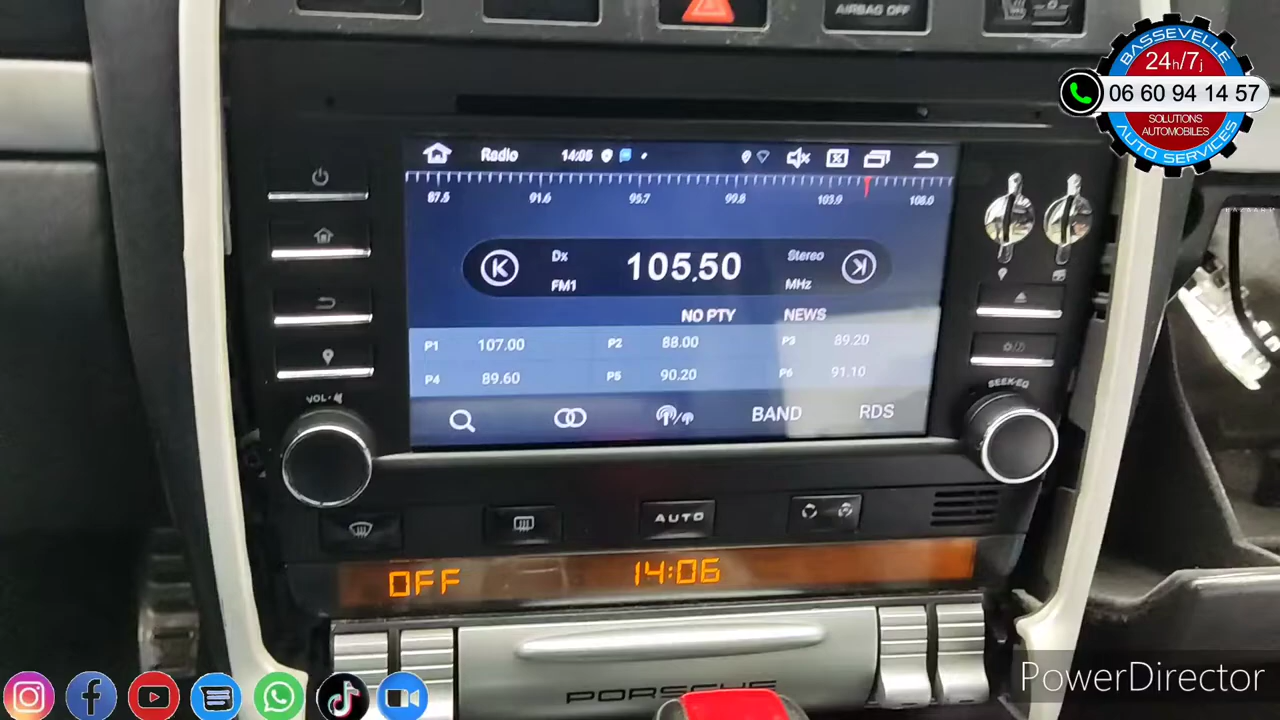 AIRBAG OFF
BASSEVELLE
24h/7j
06 60 94 14 57
SOLUTIONS
AUTOMOBILES
AUTO SERVICES
Radio 14:05
87.5 91.6 95.7 99.8 103.9 108.0
Dx 105.50 Stereo
FM1 MHz
NO PTY NEWS
P1 107.00 P2 88.00 P3 89.20
P4 89.60 P5 90.20 P6 91.10
BAND RDS
VOL
SEEK-EQ
AUTO
OFF 14:06
PORSCHE
PowerDirector